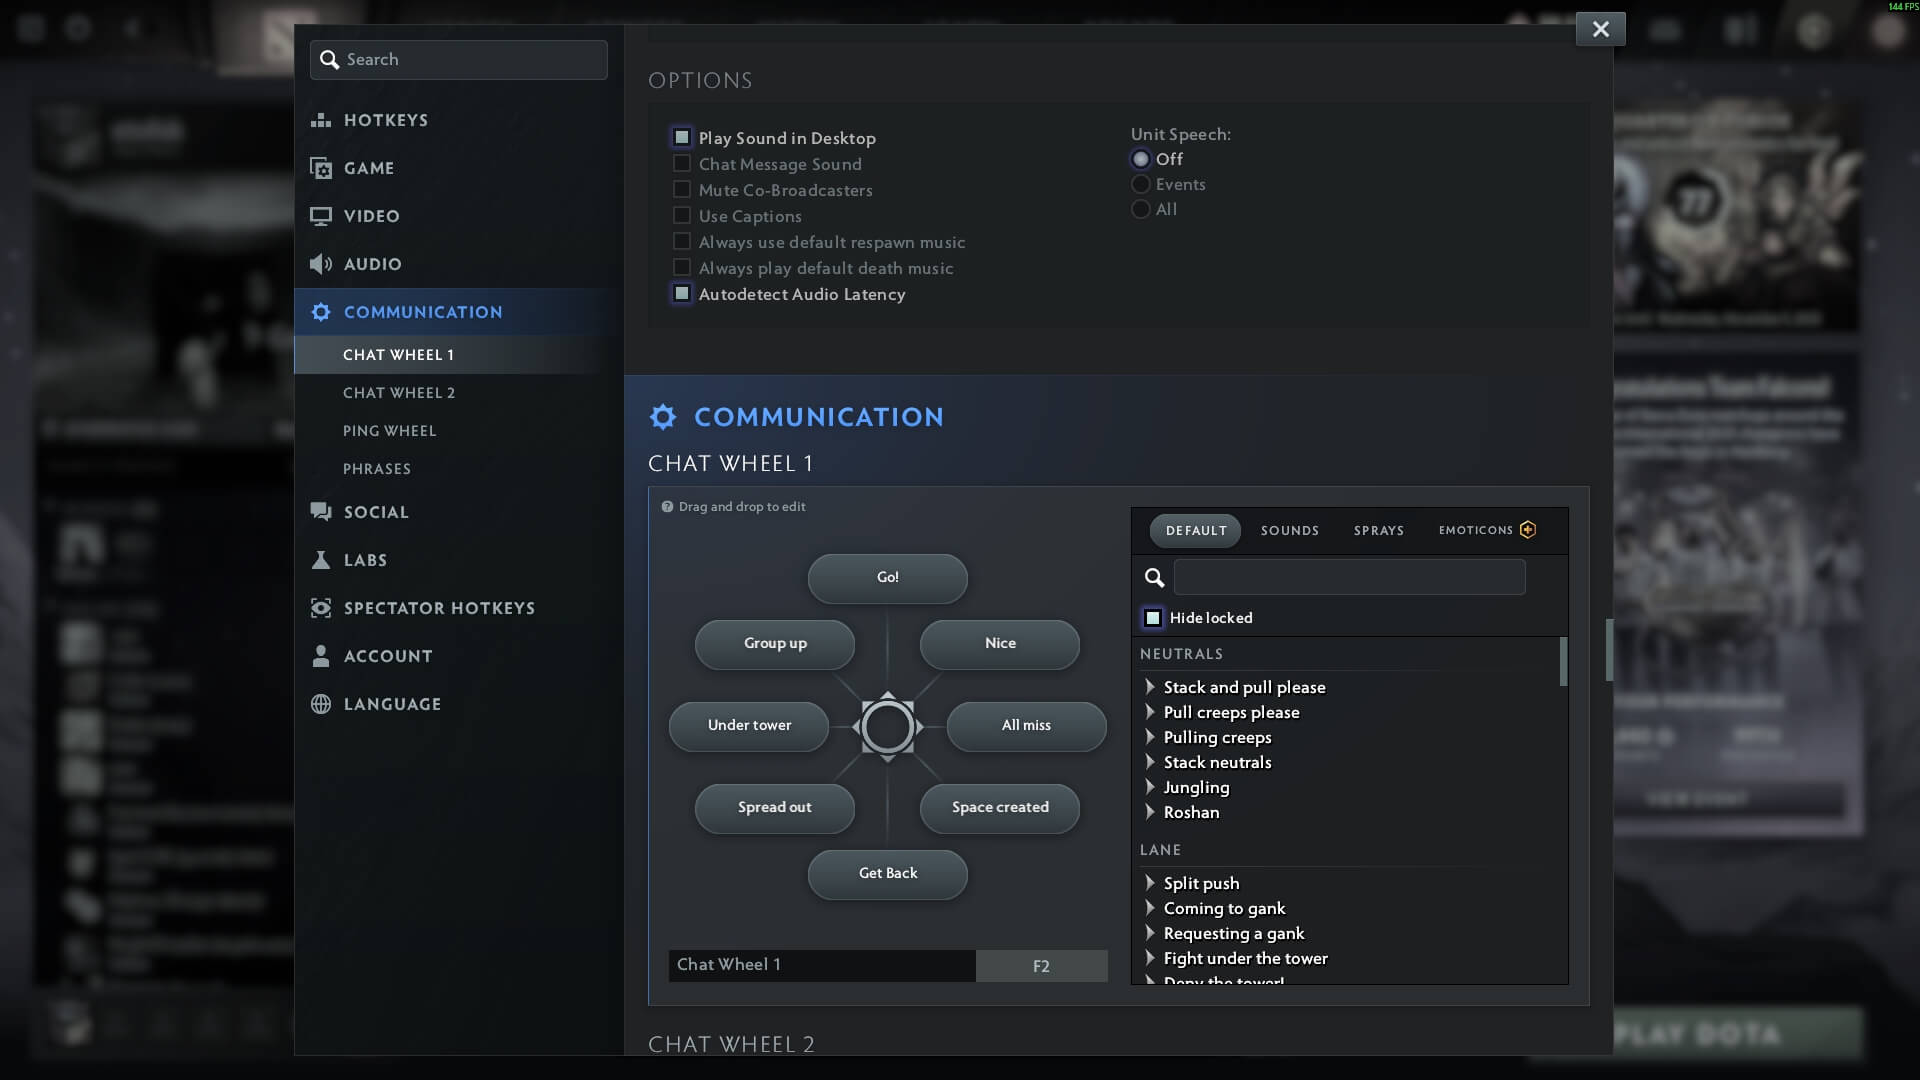 144 FPS
Search
HOTKEYS
GAME
VIDEO
AUDIO
COMMUNICATION
CHAT WHEEL 1
CHAT WHEEL 2
PING WHEEL
PHRASES
SOCIAL
LABS
SPECTATOR HOTKEYS
ACCOUNT
LANGUAGE
OPTIONS
Play Sound in Desktop
Chat Message Sound
Mute Co-Broadcasters
Use Captions
Always use default respawn music
Always play default death music
Autodetect Audio Latency
Unit Speech:
Off
Events
All
COMMUNICATION
CHAT WHEEL 1
? Drag and drop to edit
Go!
Group up
Nice
Under tower
All miss
Spread out
Space created
Get Back
Chat Wheel 1
F2
DEFAULT
SOUNDS
SPRAYS
EMOTICONS
Hide locked
NEUTRALS
Stack and pull please
Pull creeps please
Pulling creeps
Stack neutrals
Jungling
Roshan
LANE
Split push
Coming to gank
Requesting a gank
Fight under the tower
Deny the tower!
CHAT WHEEL 2
PLAY DOTA